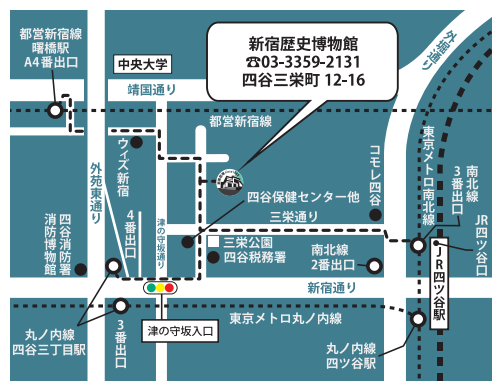 都営新宿線
曙橋駅
A4番出口
中央大学
靖国通り
新宿歴史博物館
☎03-3359-2131
四谷三栄町 12-16
外堀通り
都営新宿線
ウィズ新宿
外苑東通り
4番出口
津の守坂通り
四谷保健センター他
三栄通り
コモレ四谷
東京メトロ南北線
南北線
3番出口
JR四ツ谷口
JR四ツ谷駅
四谷消防署
消防博物館
三栄公園
四谷税務署
南北線
2番出口
新宿通り
東京メトロ丸ノ内線
丸ノ内線
四谷三丁目駅
3番出口
津の守坂入口
丸ノ内線
四ツ谷駅